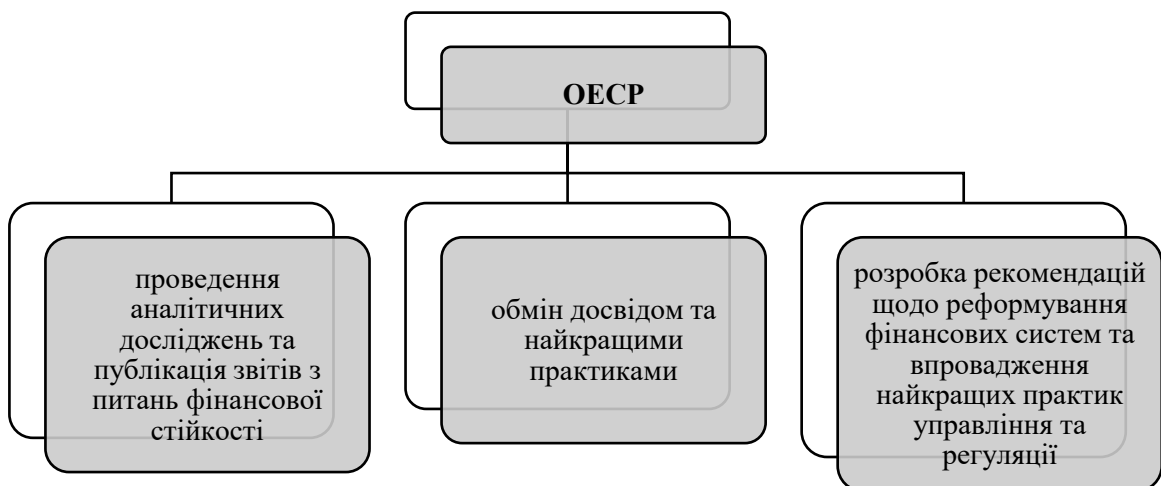 ОЕСР
проведення
аналітичних
досліджень та
публікація звітів з
питань фінансової
стійкості
обмін досвідом та
найкращими
практиками
розробка рекомендацій
щодо реформування
фінансових систем та
впровадження
найкращих практик
управління та
регуляції